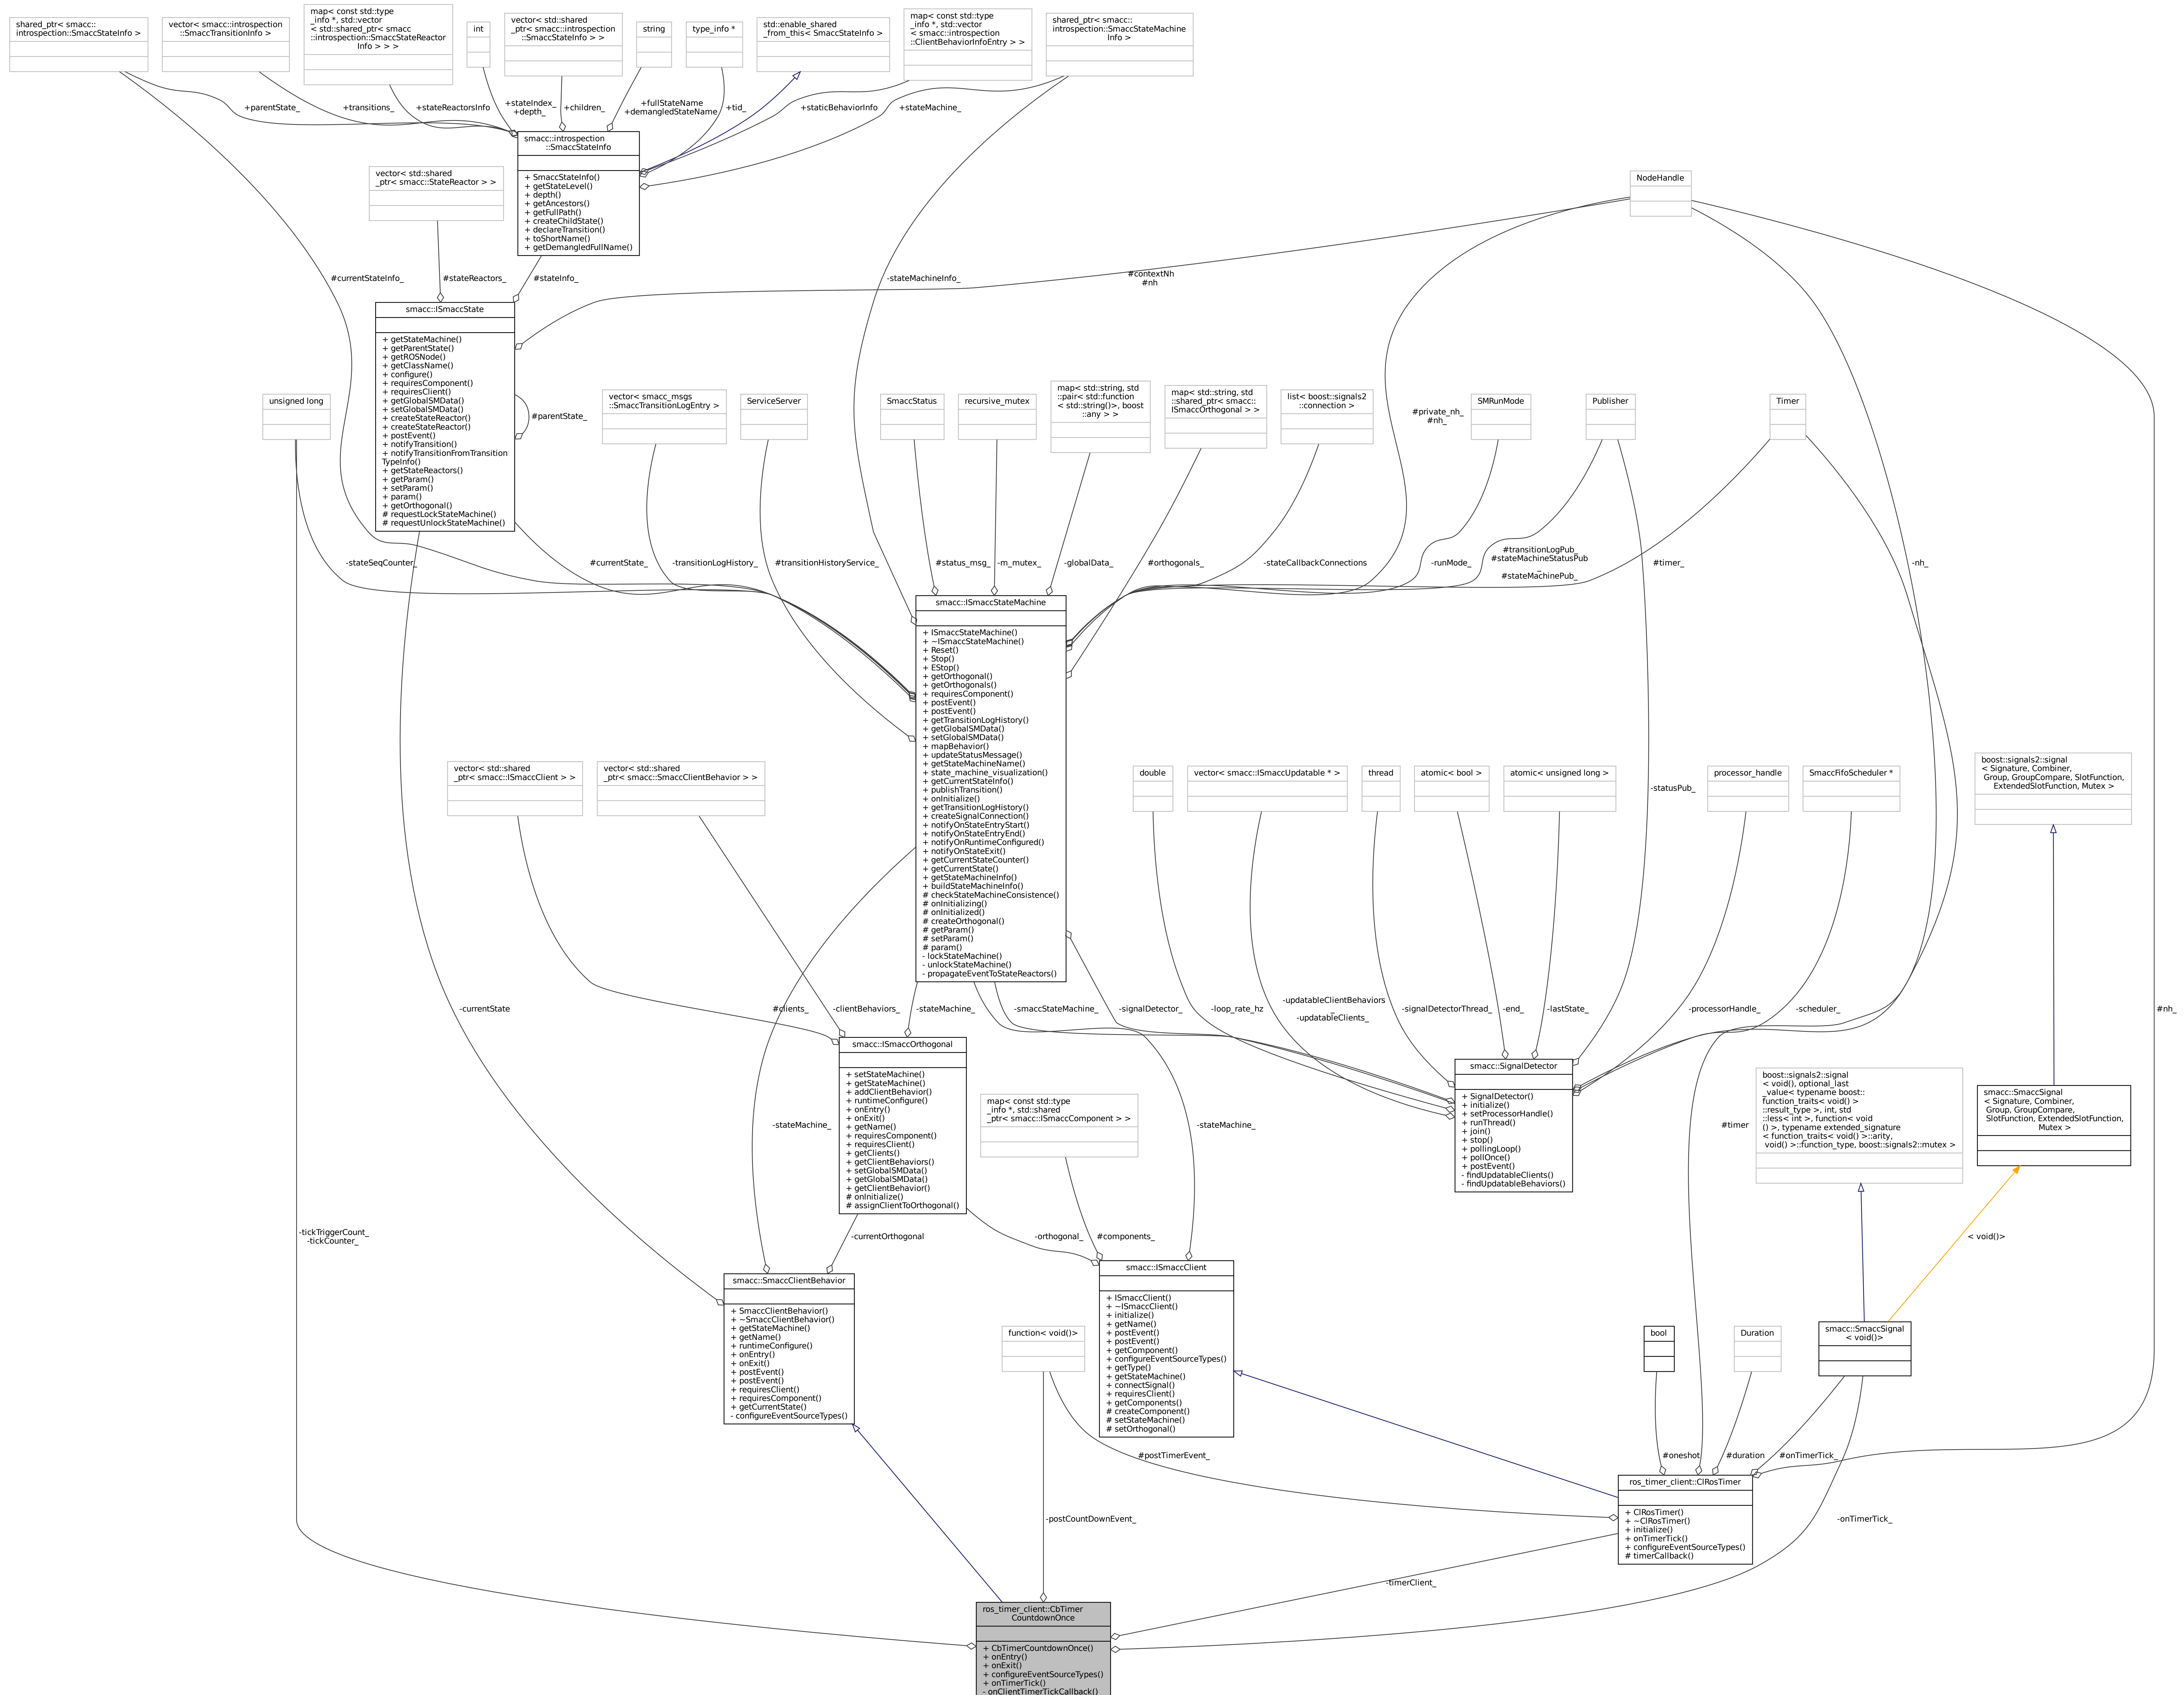 shared_ptr< smacc::
introspection::SmaccStateInfo >
vector< smacc::introspection
::SmaccTransitionInfo >
map< const std::type
_info *, std::vector
< std::shared_ptr< smacc
::introspection::SmaccStateReactor
Info > > >
int
vector< std::shared
_ptr< smacc::introspection
::SmaccStateInfo > >
string
type_info *
std::enable_shared
_from_this< SmaccStateInfo >
map< const std::type
_info *, std::vector
< smacc::introspection
::ClientBehaviorInfoEntry > >
shared_ptr< smacc::
introspection::SmaccStateMachine
Info >
+parentState_
+transitions_
+stateReactorsInfo
+stateIndex_
+depth_
+children_
+fullStateName
+demangledStateName
+tid_
+staticBehaviorInfo
+stateMachine_
smacc::introspection
::SmaccStateInfo
+ SmaccStateInfo()
+ getStateLevel()
+ depth()
+ getAncestors()
+ getFullPath()
+ createChildState()
+ declareTransition()
+ toShortName()
+ getDemangledFullName()
vector< std::shared
_ptr< smacc::StateReactor > >
NodeHandle
#currentStateInfo_
#stateReactors_
#stateInfo_
-stateMachineInfo_
#contextNh
#nh
smacc::ISmaccState
+ getStateMachine()
+ getParentState()
+ getROSNode()
+ getClassName()
+ configure()
+ requiresComponent()
+ requiresClient()
+ getGlobalSMData()
+ setGlobalSMData()
+ createStateReactor()
+ createStateReactor()
+ postEvent()
+ notifyTransition()
+ notifyTransitionFromTransition
TypeInfo()
+ getStateReactors()
+ getParam()
+ setParam()
+ param()
+ getOrthogonal()
# requestLockStateMachine()
# requestUnlockStateMachine()
#parentState_
unsigned long
vector< smacc_msgs
::SmaccTransitionLogEntry >
ServiceServer
SmaccStatus
recursive_mutex
map< std::string, std
::pair< std::function
< std::string()>, boost
::any > >
map< std::string, std
::shared_ptr< smacc::
ISmaccOrthogonal > >
list< boost::signals2
::connection >
#private_nh_
#nh_
SMRunMode
Publisher
Timer
-stateSeqCounter_
#currentState_
-transitionLogHistory_
#transitionHistoryService_
#status_msg_
-m_mutex_
-globalData_
#orthogonals_
-stateCallbackConnections
-runMode_
#transitionLogPub_
#stateMachineStatusPub
_
#stateMachinePub_
#timer_
-nh_
smacc::ISmaccStateMachine
+ ISmaccStateMachine()
+ ~ISmaccStateMachine()
+ Reset()
+ Stop()
+ EStop()
+ getOrthogonal()
+ getOrthogonals()
+ requiresComponent()
+ postEvent()
+ postEvent()
+ getTransitionLogHistory()
+ getGlobalSMData()
+ setGlobalSMData()
+ mapBehavior()
+ updateStatusMessage()
+ getStateMachineName()
+ state_machine_visualization()
+ getCurrentStateInfo()
+ publishTransition()
+ onInitialize()
+ getTransitionLogHistory()
+ createSignalConnection()
+ notifyOnStateEntryStart()
+ notifyOnStateEntryEnd()
+ notifyOnRuntimeConfigured()
+ notifyOnStateExit()
+ getCurrentStateCounter()
+ getCurrentState()
+ getStateMachineInfo()
+ buildStateMachineInfo()
# checkStateMachineConsistence()
# onInitializing()
# onInitialized()
# createOrthogonal()
# getParam()
# setParam()
# param()
- lockStateMachine()
- unlockStateMachine()
- propagateEventToStateReactors()
vector< std::shared
_ptr< smacc::ISmaccClient > >
vector< std::shared
_ptr< smacc::SmaccClientBehavior > >
double
vector< smacc::ISmaccUpdatable * >
thread
atomic< bool >
atomic< unsigned long >
-statusPub_
processor_handle
SmaccFifoScheduler *
boost::signals2::signal
< Signature, Combiner,
Group, GroupCompare, SlotFunction,
ExtendedSlotFunction, Mutex >
-currentState
#clients_
-clientBehaviors_
-stateMachine_
-smaccStateMachine_
-signalDetector_
-loop_rate_hz
-updatableClientBehaviors
_
-updatableClients_
-signalDetectorThread_
-end_
-lastState_
-processorHandle_
-scheduler_
#nh_
smacc::ISmaccOrthogonal
+ setStateMachine()
+ getStateMachine()
+ addClientBehavior()
+ runtimeConfigure()
+ onEntry()
+ onExit()
+ getName()
+ requiresComponent()
+ requiresClient()
+ getClients()
+ getClientBehaviors()
+ setGlobalSMData()
+ getGlobalSMData()
+ getClientBehavior()
# onInitialize()
# assignClientToOrthogonal()
smacc::SignalDetector
+ SignalDetector()
+ initialize()
+ setProcessorHandle()
+ runThread()
+ join()
+ stop()
+ pollingLoop()
+ pollOnce()
+ postEvent()
- findUpdatableClients()
- findUpdatableBehaviors()
boost::signals2::signal
< void(), optional_last
_value< typename boost::
function_traits< void() >
::result_type >, int, std
::less< int >, function< void
() >, typename extended_signature
< function_traits< void() >::arity,
void() >::function_type, boost::signals2::mutex >
smacc::SmaccSignal
< Signature, Combiner,
Group, GroupCompare,
SlotFunction, ExtendedSlotFunction,
Mutex >
map< const std::type
_info *, std::shared
_ptr< smacc::ISmaccComponent > >
-stateMachine_
-stateMachine_
#timer
-tickTriggerCount_
-tickCounter_
-currentOrthogonal
-orthogonal_
#components_
< void()>
smacc::SmaccClientBehavior
+ SmaccClientBehavior()
+ ~SmaccClientBehavior()
+ getStateMachine()
+ getName()
+ runtimeConfigure()
+ onEntry()
+ onExit()
+ postEvent()
+ postEvent()
+ requiresClient()
+ requiresComponent()
+ getCurrentState()
- configureEventSourceTypes()
function< void()>
smacc::ISmaccClient
+ ISmaccClient()
+ ~ISmaccClient()
+ initialize()
+ getName()
+ postEvent()
+ postEvent()
+ getComponent()
+ configureEventSourceTypes()
+ getType()
+ getStateMachine()
+ connectSignal()
+ requiresClient()
+ getComponents()
# createComponent()
# setStateMachine()
# setOrthogonal()
bool
Duration
smacc::SmaccSignal
< void()>
#postTimerEvent_
#oneshot
#duration
#onTimerTick_
ros_timer_client::ClRosTimer
+ ClRosTimer()
+ ~ClRosTimer()
+ initialize()
+ onTimerTick()
+ configureEventSourceTypes()
# timerCallback()
-postCountDownEvent_
-onTimerTick_
-timerClient_
ros_timer_client::CbTimer
CountdownOnce
+ CbTimerCountdownOnce()
+ onEntry()
+ onExit()
+ configureEventSourceTypes()
+ onTimerTick()
- onClientTimerTickCallback()